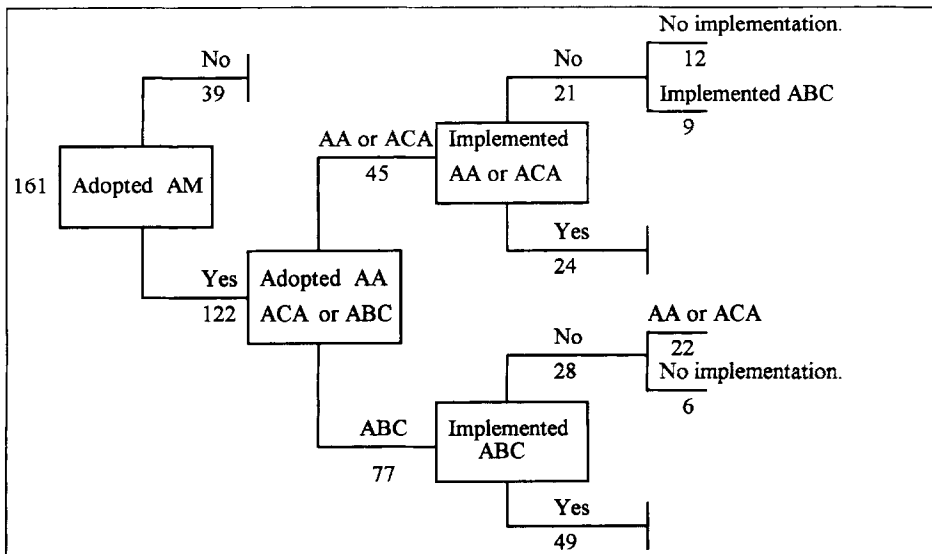 No implementation.
No
12
No
39
21
Implemented ABC
9
AA or ACA
45
Implemented
AA or ACA
161
Adopted AM
Yes
24
Yes
122
Adopted AA
ACA or ABC
AA or ACA
No
22
28
No implementation.
6
ABC
77
Implemented
ABC
Yes
49